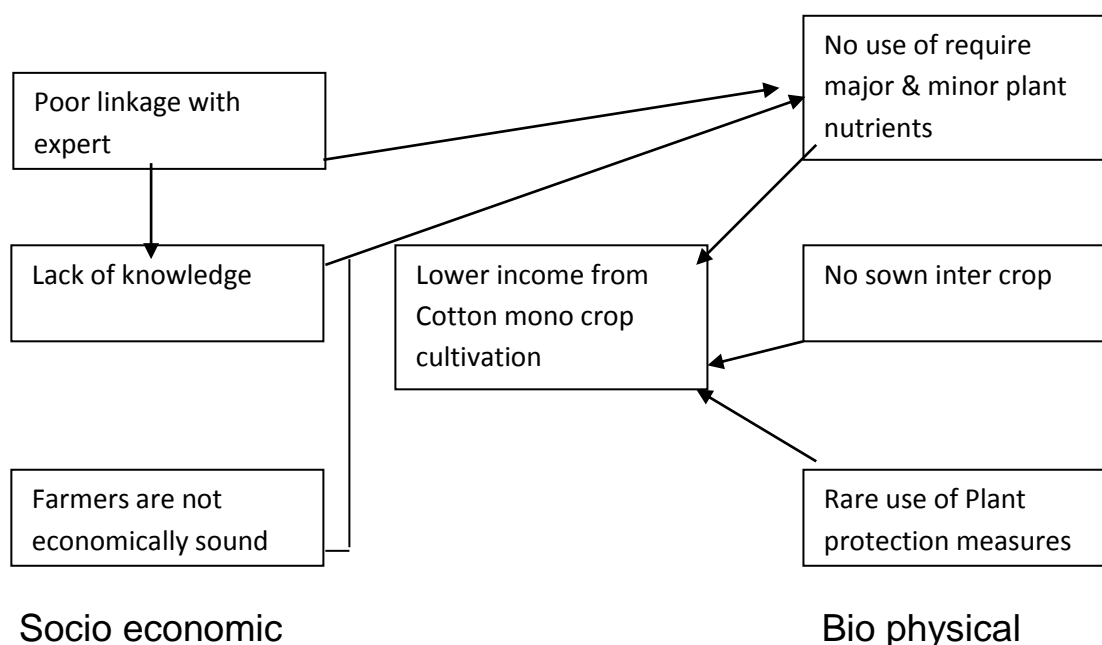 No use of require
major & minor plant
nutrients
Poor linkage with
expert
Lack of knowledge
Lower income from
Cotton mono crop
cultivation
No sown inter crop
Farmers are not
economically sound
Rare use of Plant
protection measures
Socio economic
Bio physical